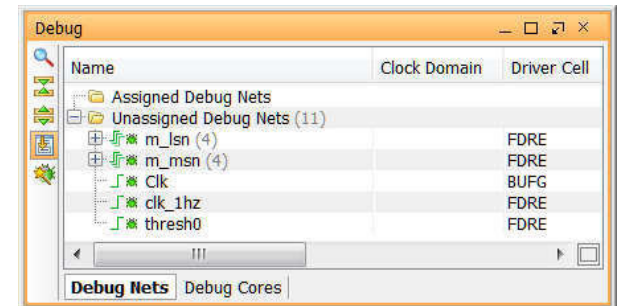 Debug
Name Clock Domain Driver Cell
Assigned Debug Nets
Unassigned Debug Nets (11)
m_lsn (4) FDRE
m_msn (4) FDRE
Clk BUFG
clk_1hz FDRE
thresh0 FDRE
Debug Nets Debug Cores